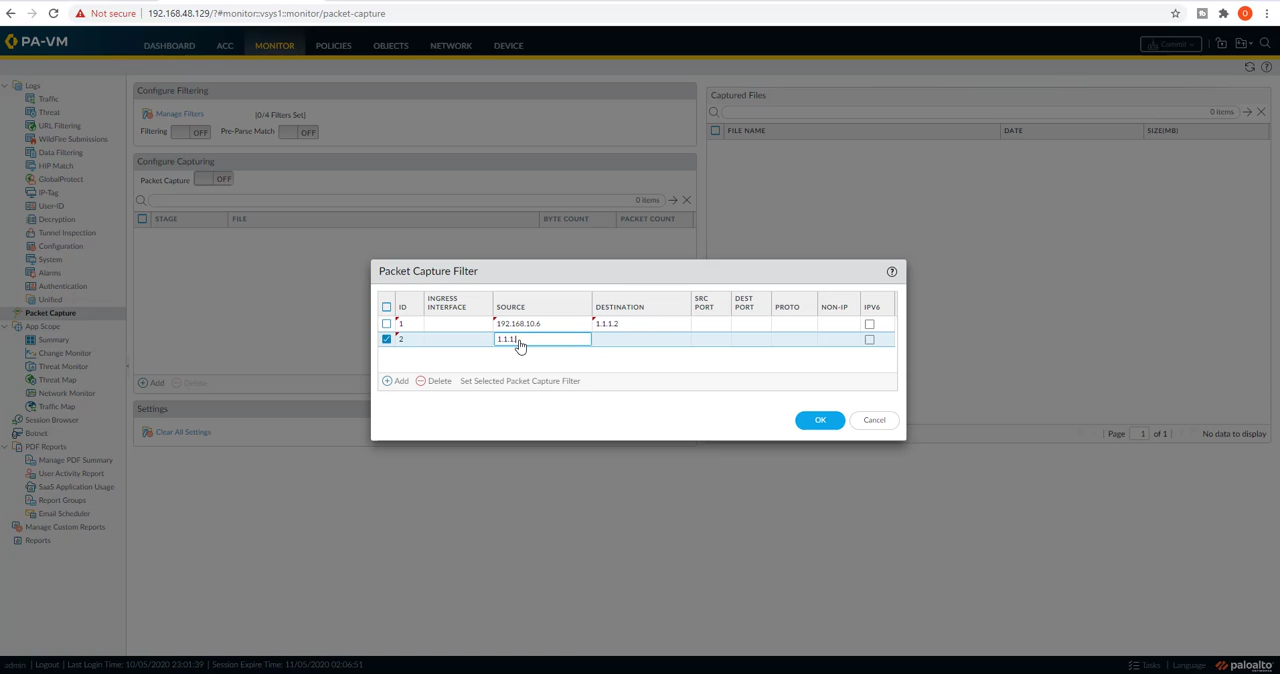 Not secure 192.168.48.129/?#monitor::vsys1::monitor/packet-capture
O
PA-VM
DASHBOARD
ACC
MONITOR
POLICIES
OBJECTS
NETWORK
DEVICE
Commit
Logs
Traffic
Threat
URL Filtering
WildFire Submissions
Data Filtering
HIP Match
GlobalProtect
IP-Tag
User-ID
Decryption
Tunnel Inspection
Configuration
System
Alarms
Authentication
Unified
Packet Capture
App Scope
Summary
Change Monitor
Threat Monitor
Threat Map
Network Monitor
Traffic Map
Session Browser
Botnet
PDF Reports
Manage PDF Summary
User Activity Report
SaaS Application Usage
Report Groups
Email Scheduler
Manage Custom Reports
Reports
Configure Filtering
Manage Filters [0/4 Filters Set]
Filtering OFF Pre-Parse Match OFF
Configure Capturing
Packet Capture OFF
0 items
STAGE FILE BYTE COUNT PACKET COUNT
Add Delete
Settings
Clear All Settings
Captured Files
0 items
FILE NAME DATE SIZE(MB)
Page 1 of 1 No data to display
Packet Capture Filter
ID INGRESS INTERFACE SOURCE DESTINATION SRC PORT DEST PORT PROTO NON-IP IPV6
1 192.168.10.6 1.1.1.2
2 1.1.1
Add Delete Set Selected Packet Capture Filter
OK Cancel
admin | Logout | Last Login Time: 10/05/2020 23:01:39 | Session Expire Time: 11/05/2020 02:06:51
Tasks | Language paloalto
NETWORKS